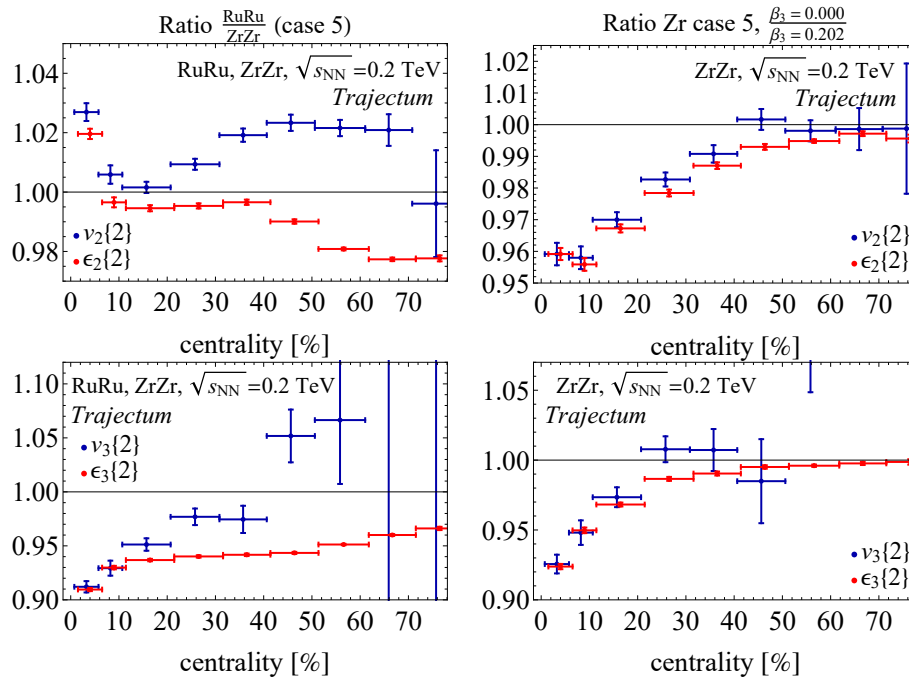 Ratio RuRu/ZrZr (case 5)
1.04
1.02
1.00
0.98
RuRu, ZrZr, √s_NN =0.2 TeV
Trajectum
v₂{2}
ϵ₂{2}
0 10 20 30 40 50 60 70
centrality [%]
Ratio Zr case 5, β₃ = 0.000/β₃ = 0.202
1.02
1.01
1.00
0.99
0.98
0.97
0.96
0.95
ZrZr, √s_NN =0.2 TeV
Trajectum
v₂{2}
ϵ₂{2}
0 10 20 30 40 50 60 70
centrality [%]
1.10
1.05
1.00
0.95
0.90
RuRu, ZrZr, √s_NN =0.2 TeV
Trajectum
v₃{2}
ϵ₃{2}
0 10 20 30 40 50 60 70
centrality [%]
1.05
1.00
0.95
0.90
ZrZr, √s_NN =0.2 TeV
Trajectum
v₃{2}
ϵ₃{2}
0 10 20 30 40 50 60 70
centrality [%]